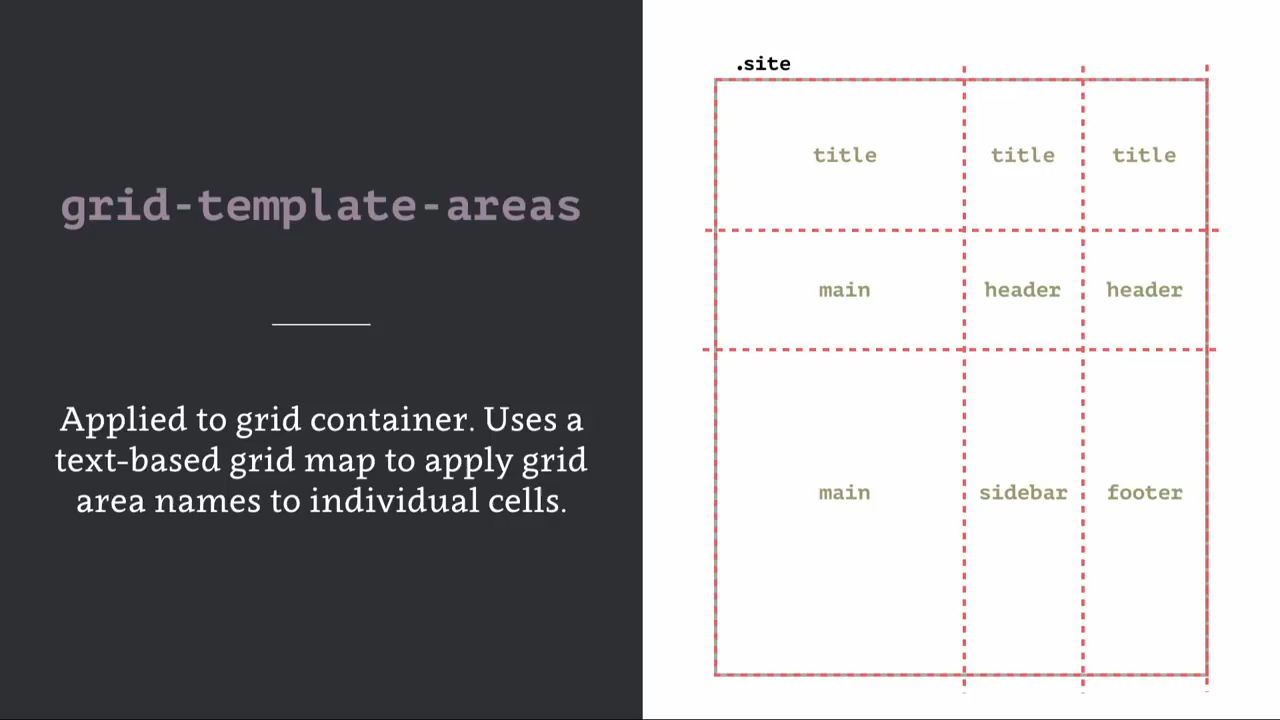 grid-template-areas
Applied to grid container. Uses a
text-based grid map to apply grid
area names to individual cells.
.site
title title title
main header header
main sidebar footer